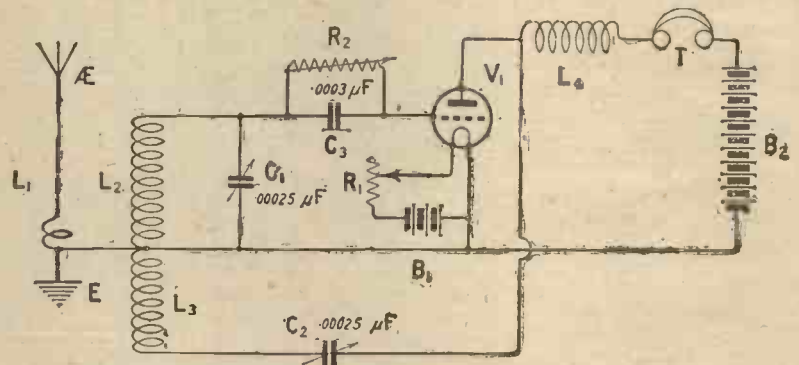 Æ
L1
E
L2
L3
R2
.0003 µF
C3
C1
.00025 µF
R1
B1
V1
L4
T
B2
C2 .00025 µF